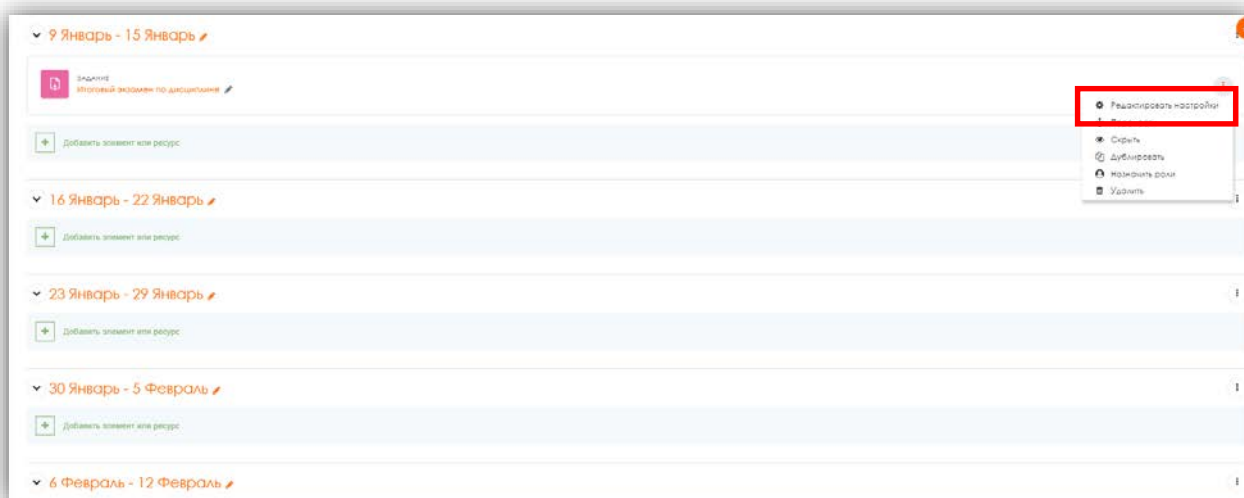 9 Январь - 15 Январь
ЗАДАНИЕ
Итоговый экзамен по дисциплине
Редактировать настройки
Добавить элемент или ресурс
Скрыть
Дублировать
Назначить роли
Удалить
16 Январь - 22 Январь
Добавить элемент или ресурс
23 Январь - 29 Январь
Добавить элемент или ресурс
30 Январь - 5 Февраль
Добавить элемент или ресурс
6 Февраль - 12 Февраль